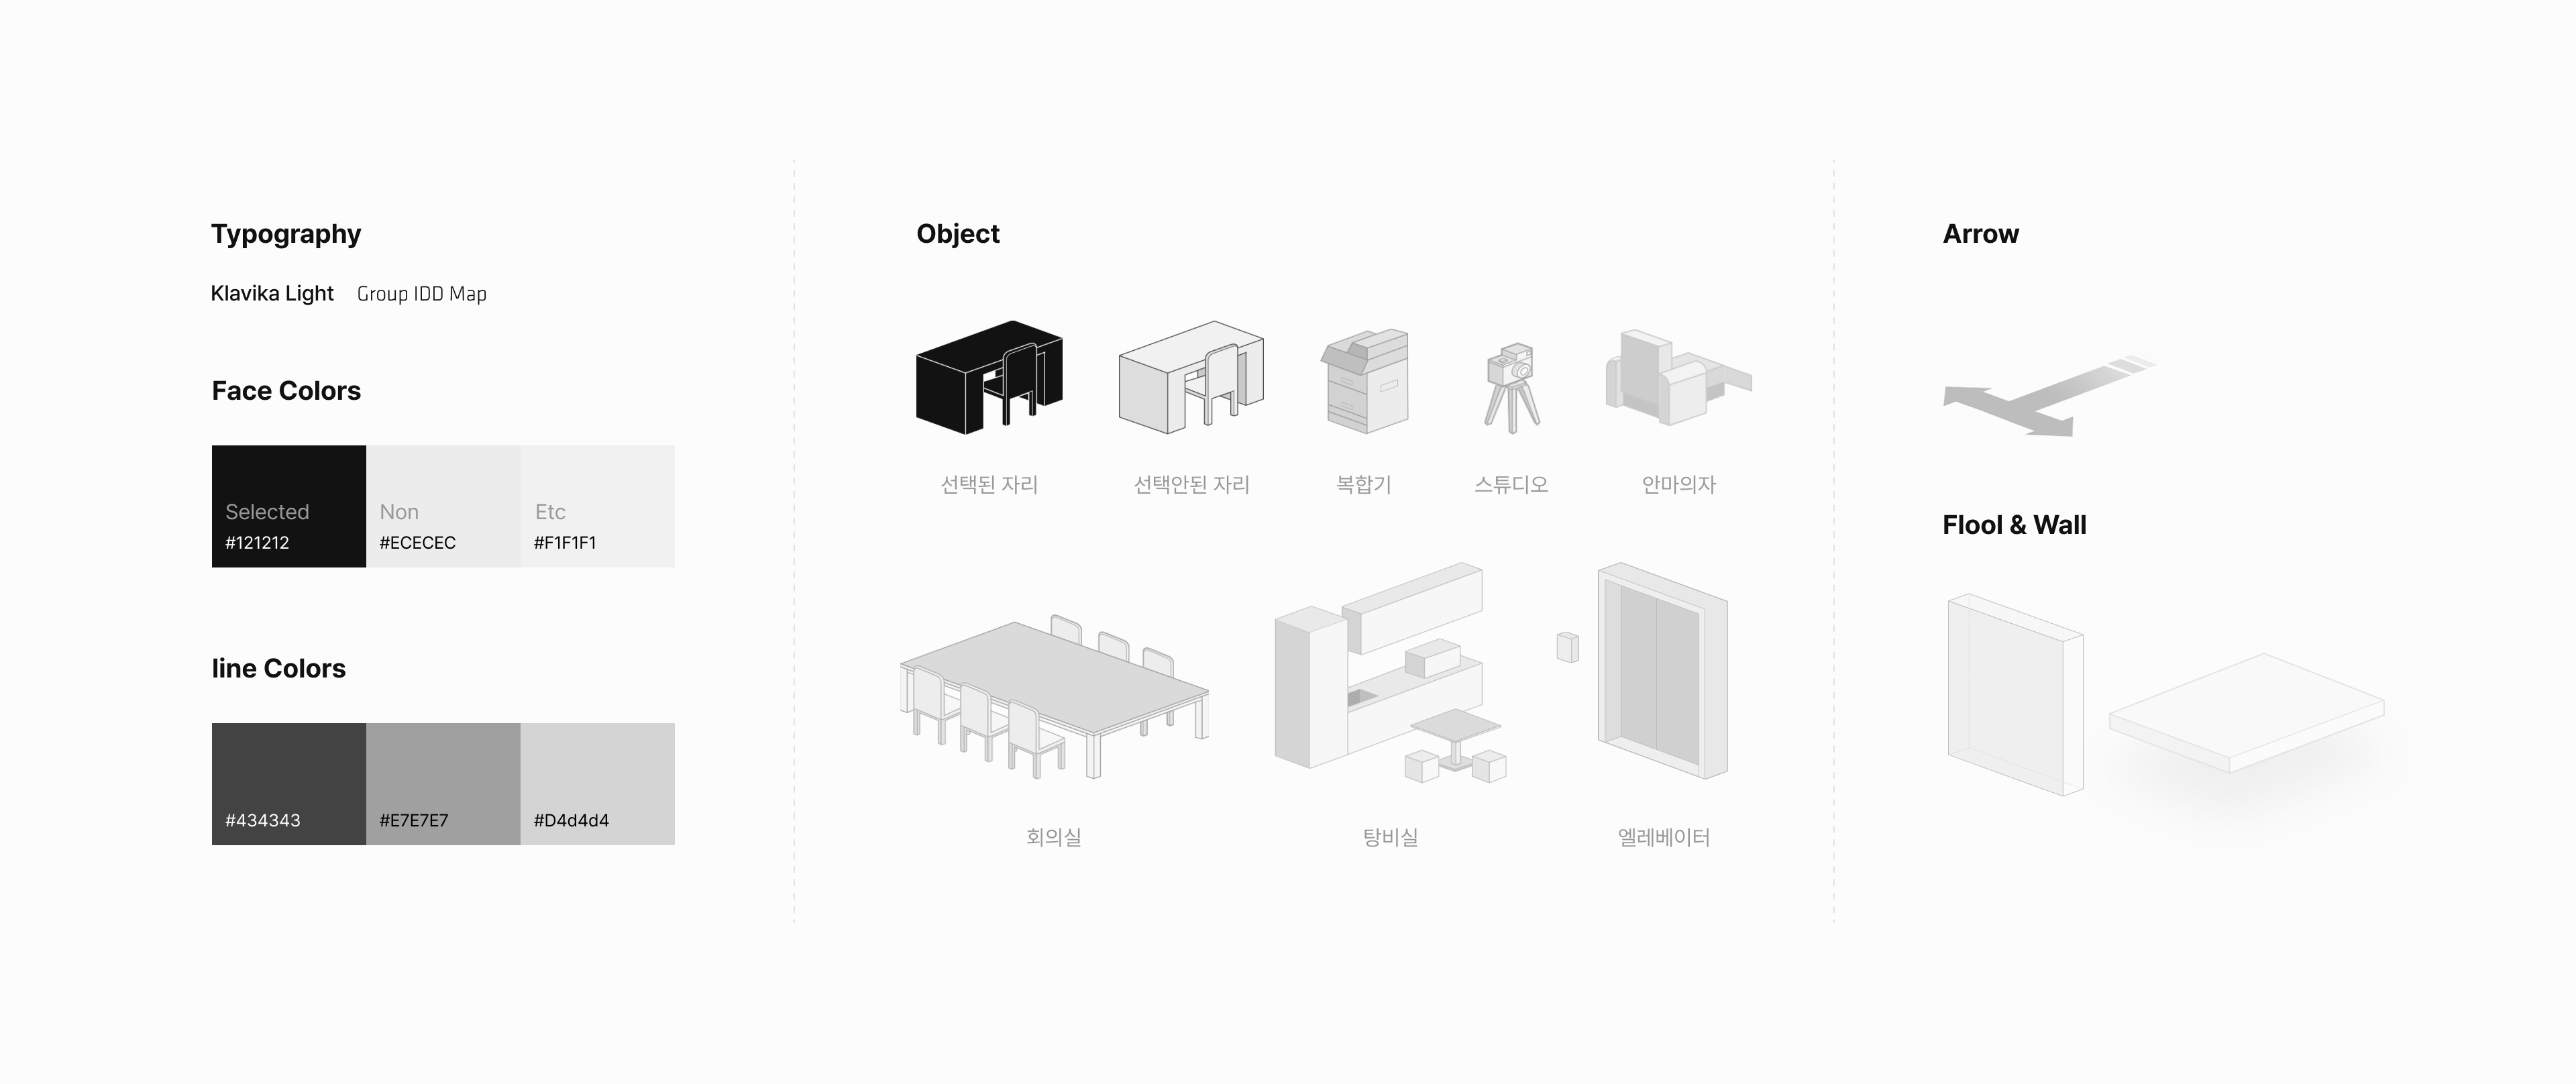 Typography
Klavika Light Group IDD Map
Face Colors
Selected
#121212
Non
#ECECEC
Etc
#F1F1F1
line Colors
#434343
#E7E7E7
#D4d4d4
Object
선택된 자리
선택안된 자리
복합기
스튜디오
안마의자
회의실
탕비실
엘레베이터
Arrow
Flool & Wall